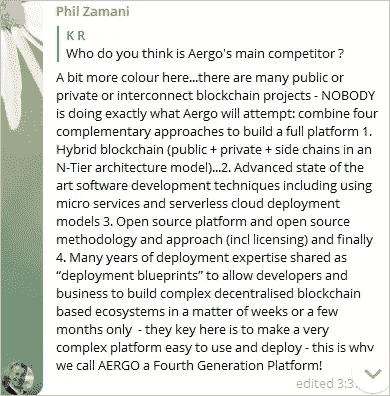 Phil Zamani
K R
Who do you think is Aergo's main competitor ?
A bit more colour here...there are many public or
private or interconnect blockchain projects - NOBODY
is doing exactly what Aergo will attempt: combine four
complementary approaches to build a full platform 1.
Hybrid blockchain (public + private + side chains in an
N-Tier architecture model)...2. Advanced state of the
art software development techniques including using
micro services and serverless cloud deployment
models 3. Open source platform and open source
methodology and approach (incl licensing) and finally
4. Many years of deployment expertise shared as
“deployment blueprints” to allow developers and
business to build complex decentralised blockchain
based ecosystems in a matter of weeks or a few
months only - they key here is to make a very
complex platform easy to use and deploy - this is why
we call AERGO a Fourth Generation Platform!
edited